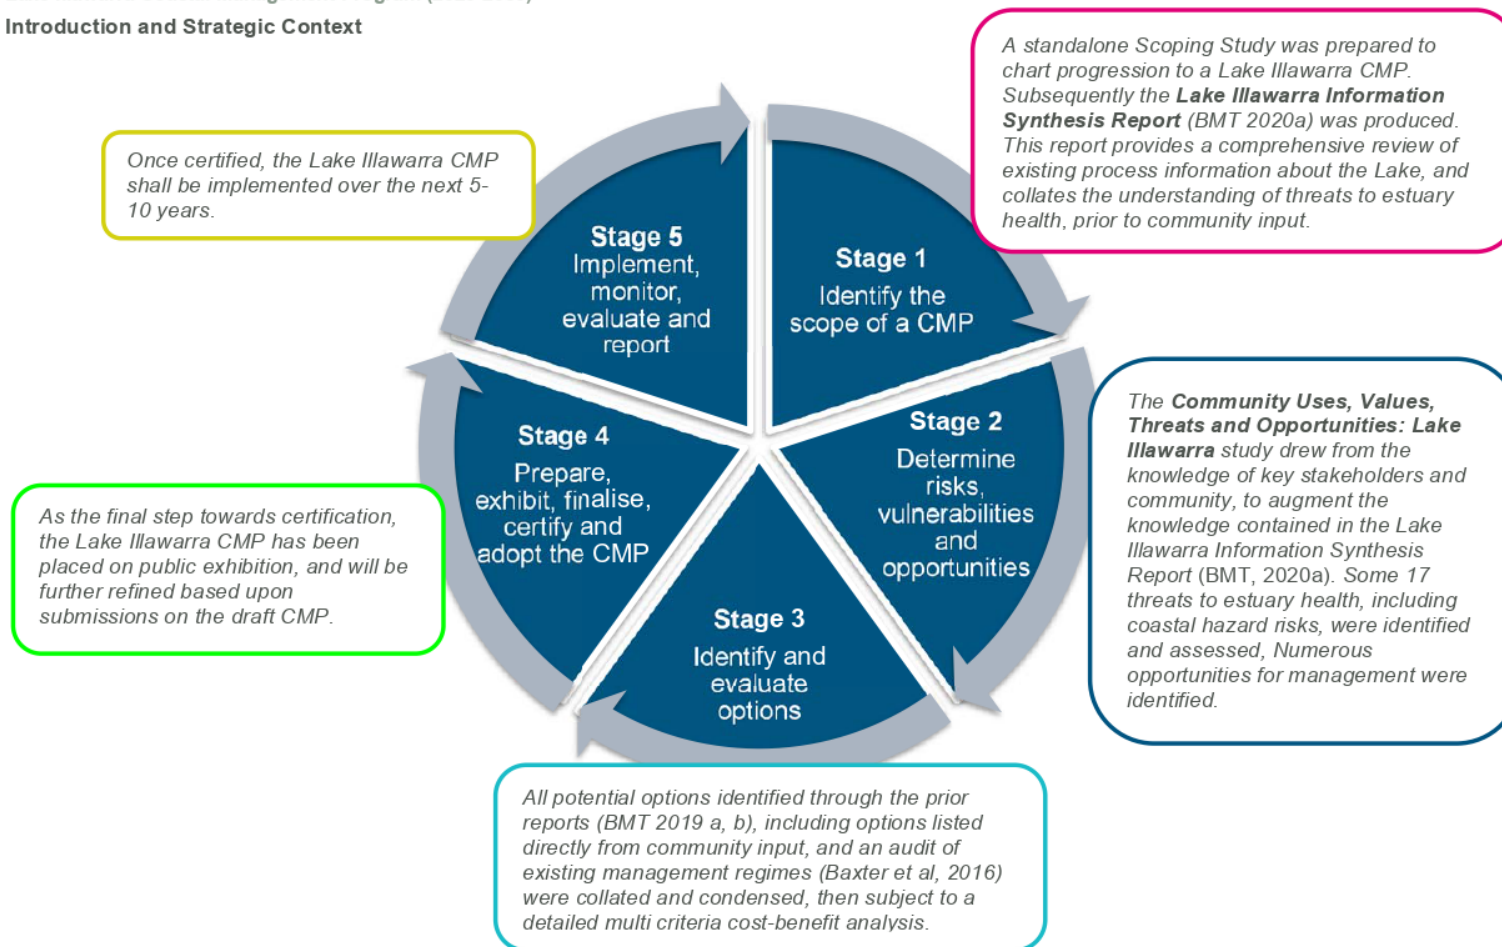 Introduction and Strategic Context
A standalone Scoping Study was prepared to
chart progression to a Lake Illawarra CMP.
Subsequently the Lake Illawarra Information
Synthesis Report (BMT 2020a) was produced.
This report provides a comprehensive review of
existing process information about the Lake, and
collates the understanding of threats to estuary
health, prior to community input.
Once certified, the Lake Illawarra CMP
shall be implemented over the next 5-
10 years.
Stage 5
Implement,
monitor,
evaluate and
report
Stage 1
Identify the
scope of a CMP
Stage 2
Determine
risks,
vulnerabilities
and
opportunities
The Community Uses, Values,
Threats and Opportunities: Lake
Illawarra study drew from the
knowledge of key stakeholders and
community, to augment the
knowledge contained in the Lake
Illawarra Information Synthesis
Report (BMT, 2020a). Some 17
threats to estuary health, including
coastal hazard risks, were identified
and assessed, Numerous
opportunities for management were
identified.
Stage 4
Prepare,
exhibit, finalise,
certify and
adopt the CMP
As the final step towards certification,
the Lake Illawarra CMP has been
placed on public exhibition, and will be
further refined based upon
submissions on the draft CMP.
Stage 3
Identify and
evaluate
options
All potential options identified through the prior
reports (BMT 2019 a, b), including options listed
directly from community input, and an audit of
existing management regimes (Baxter et al, 2016)
were collated and condensed, then subject to a
detailed multi criteria cost-benefit analysis.